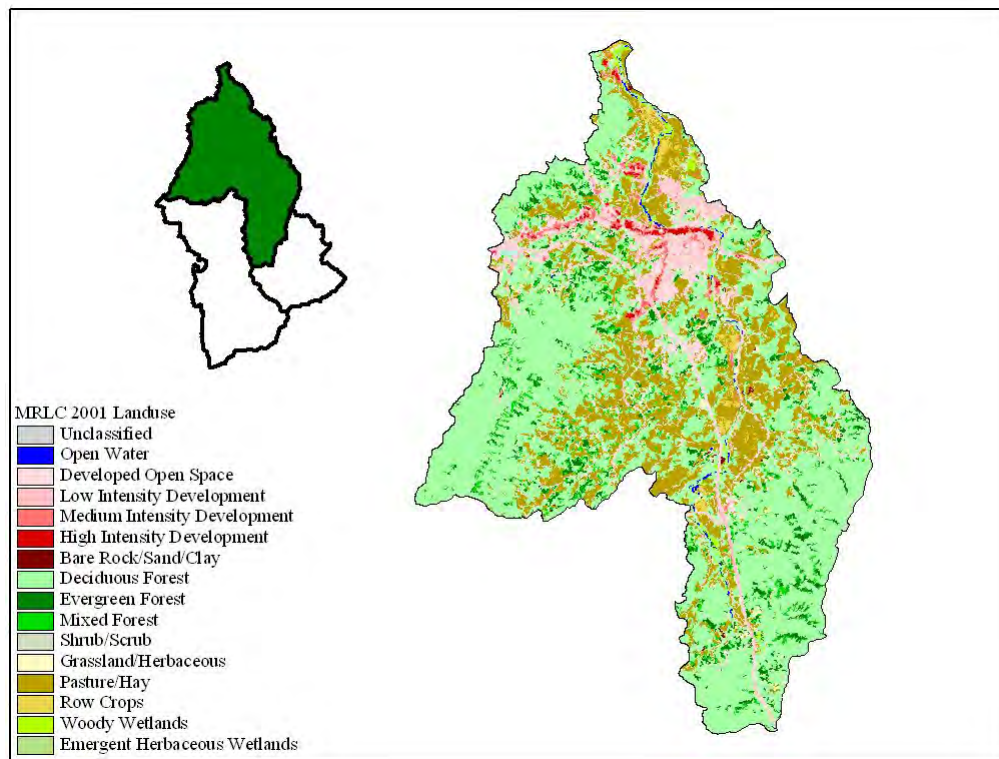 MRLC 2001 Landuse
Unclassified
Open Water
Developed Open Space
Low Intensity Development
Medium Intensity Development
High Intensity Development
Bare Rock/Sand/Clay
Deciduous Forest
Evergreen Forest
Mixed Forest
Shrub/Scrub
Grassland/Herbaceous
Pasture/Hay
Row Crops
Woody Wetlands
Emergent Herbaceous Wetlands